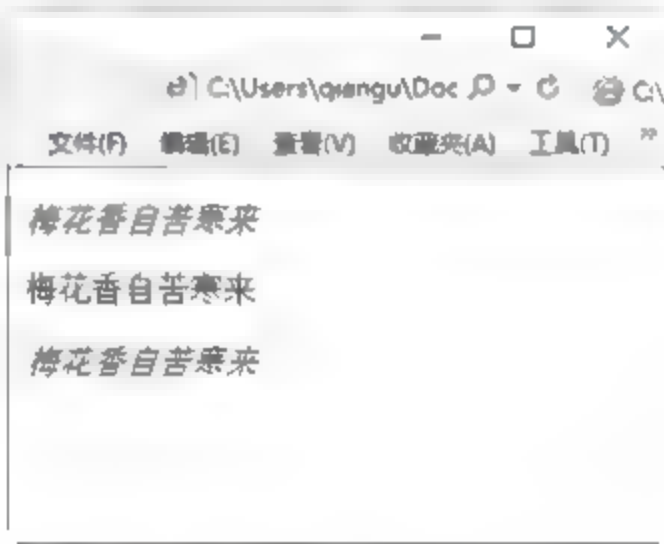 C:\Users\qiangu\Doc
C:\
文件(F) 编辑(E) 查看(V) 收藏夹(A) 工具(T) »
梅花香自苦寒来
梅花香自苦寒来
梅花香自苦寒来